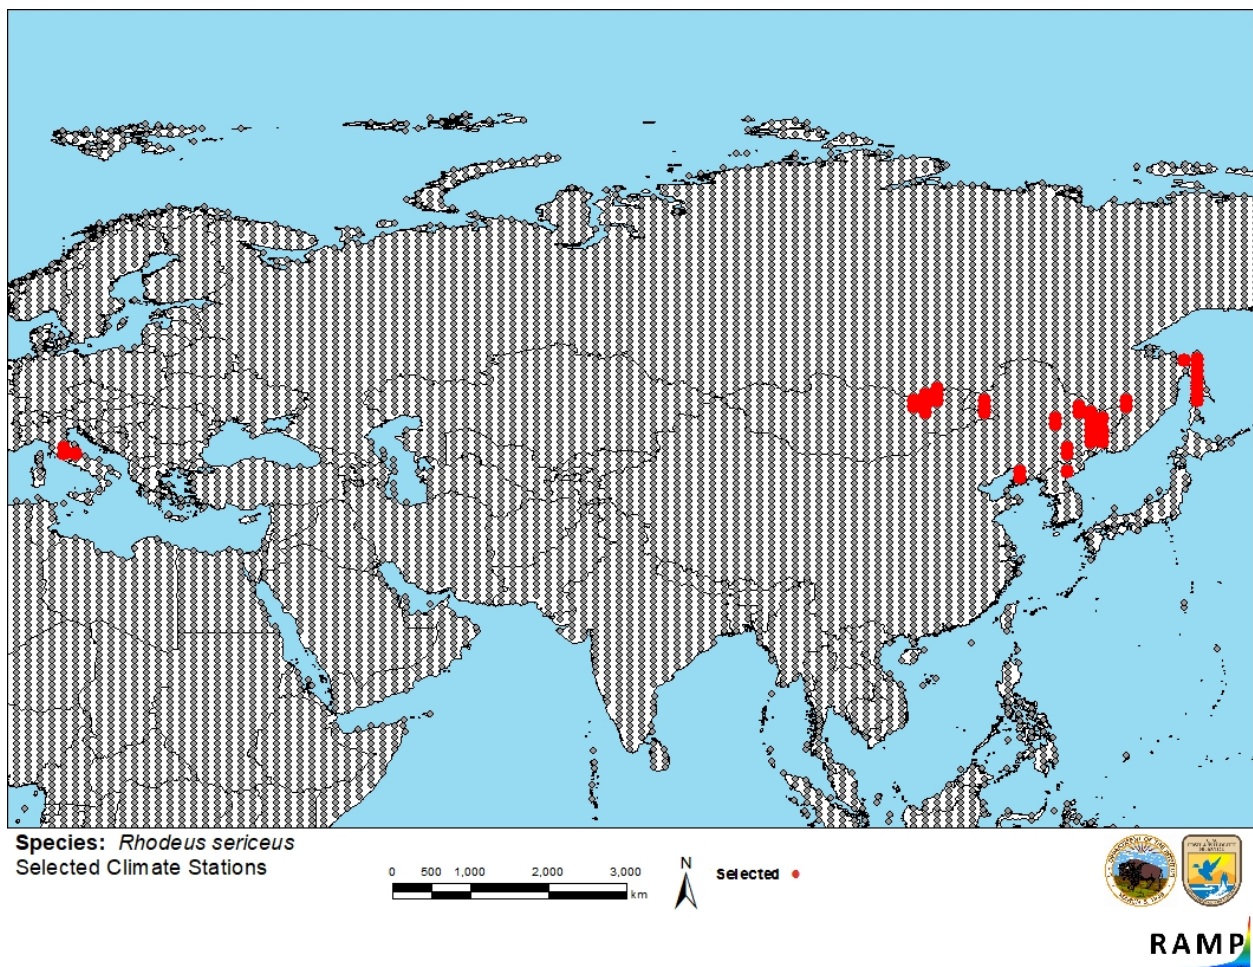 Species: Rhodeus sericeus
Selected Climate Stations
0 500 1,000 2,000 3,000
km
N
Selected
RAMP